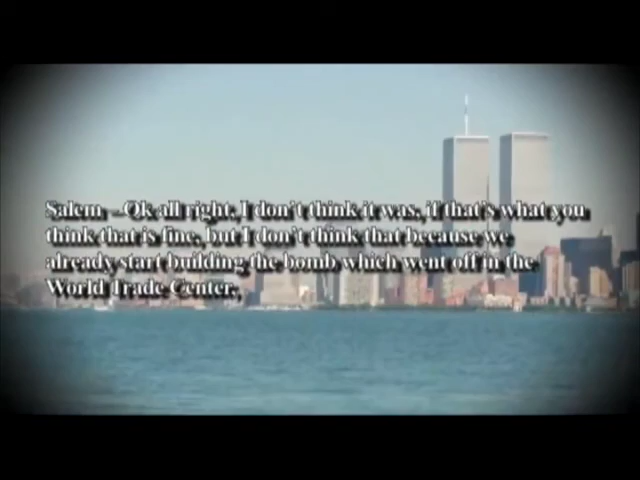 Salem, - Ok all right, I don't think it was, if that's what you
think that is fine, but I don't think that because we
already start building the bomb which went off in the
World Trade Center,